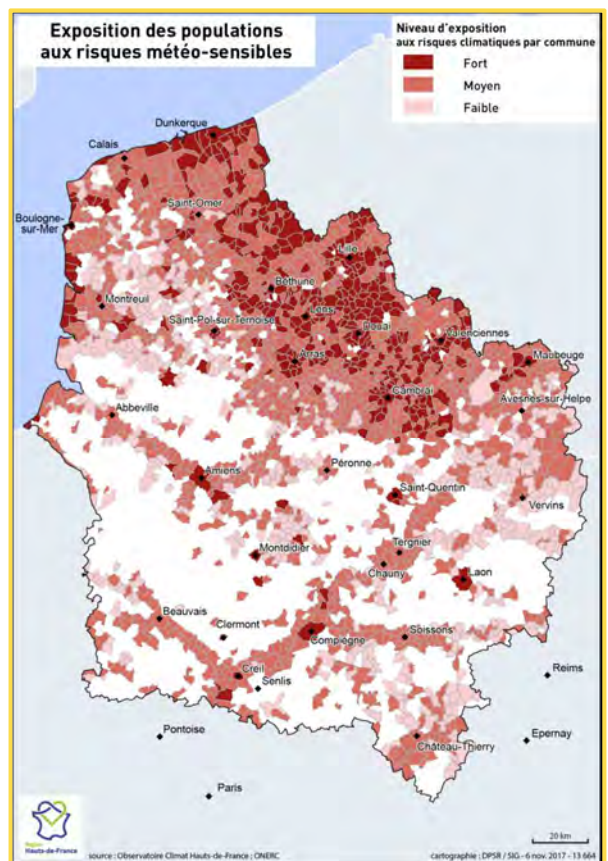 Exposition des populations
aux risques météo-sensibles
Niveau d'exposition
aux risques climatiques par commune
Fort
Moyen
Faible
Dunkerque
Calais
Saint-Omer
Boulogne-
sur-Mer
Lille
Béthune
Montreuil
Lens
Saint-Pol-sur-Ternoise
Douai
Valenciennes
Arras
Maubeuge
Cambrai
Avesnes-sur-Helpe
Abbeville
Péronne
Amiens
Saint-Quentin
Vervins
Tergnier
Montdidier
Chauny
Laon
Beauvais
Clermont
Compiègne
Soissons
Creil
Senlis
Reims
Pontoise
Château-Thierry
Epernay
Paris
Région
Hauts-de-France
20 km
source : Observatoire Climat Hauts-de-France ; ONERC
cartographie : DPSR / SIG - 6 nov. 2017 - 13 664